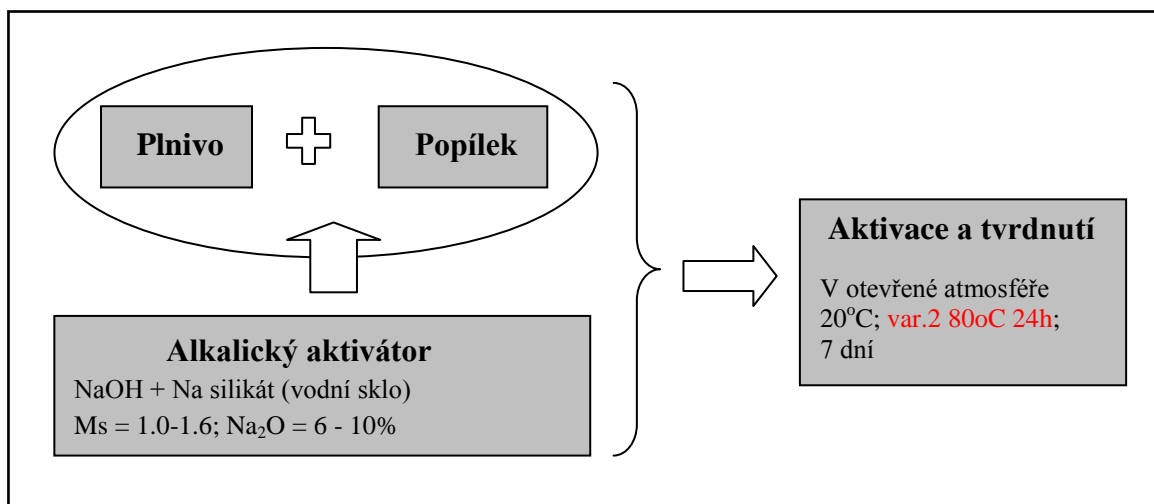 Plnivo
Popílek
Alkalický aktivátor
NaOH + Na silikát (vodní sklo)
Ms = 1.0-1.6; Na₂O = 6 - 10%
Aktivace a tvrdnutí
V otevřené atmosféře
20°C; var.2 80oC 24h;
7 dní